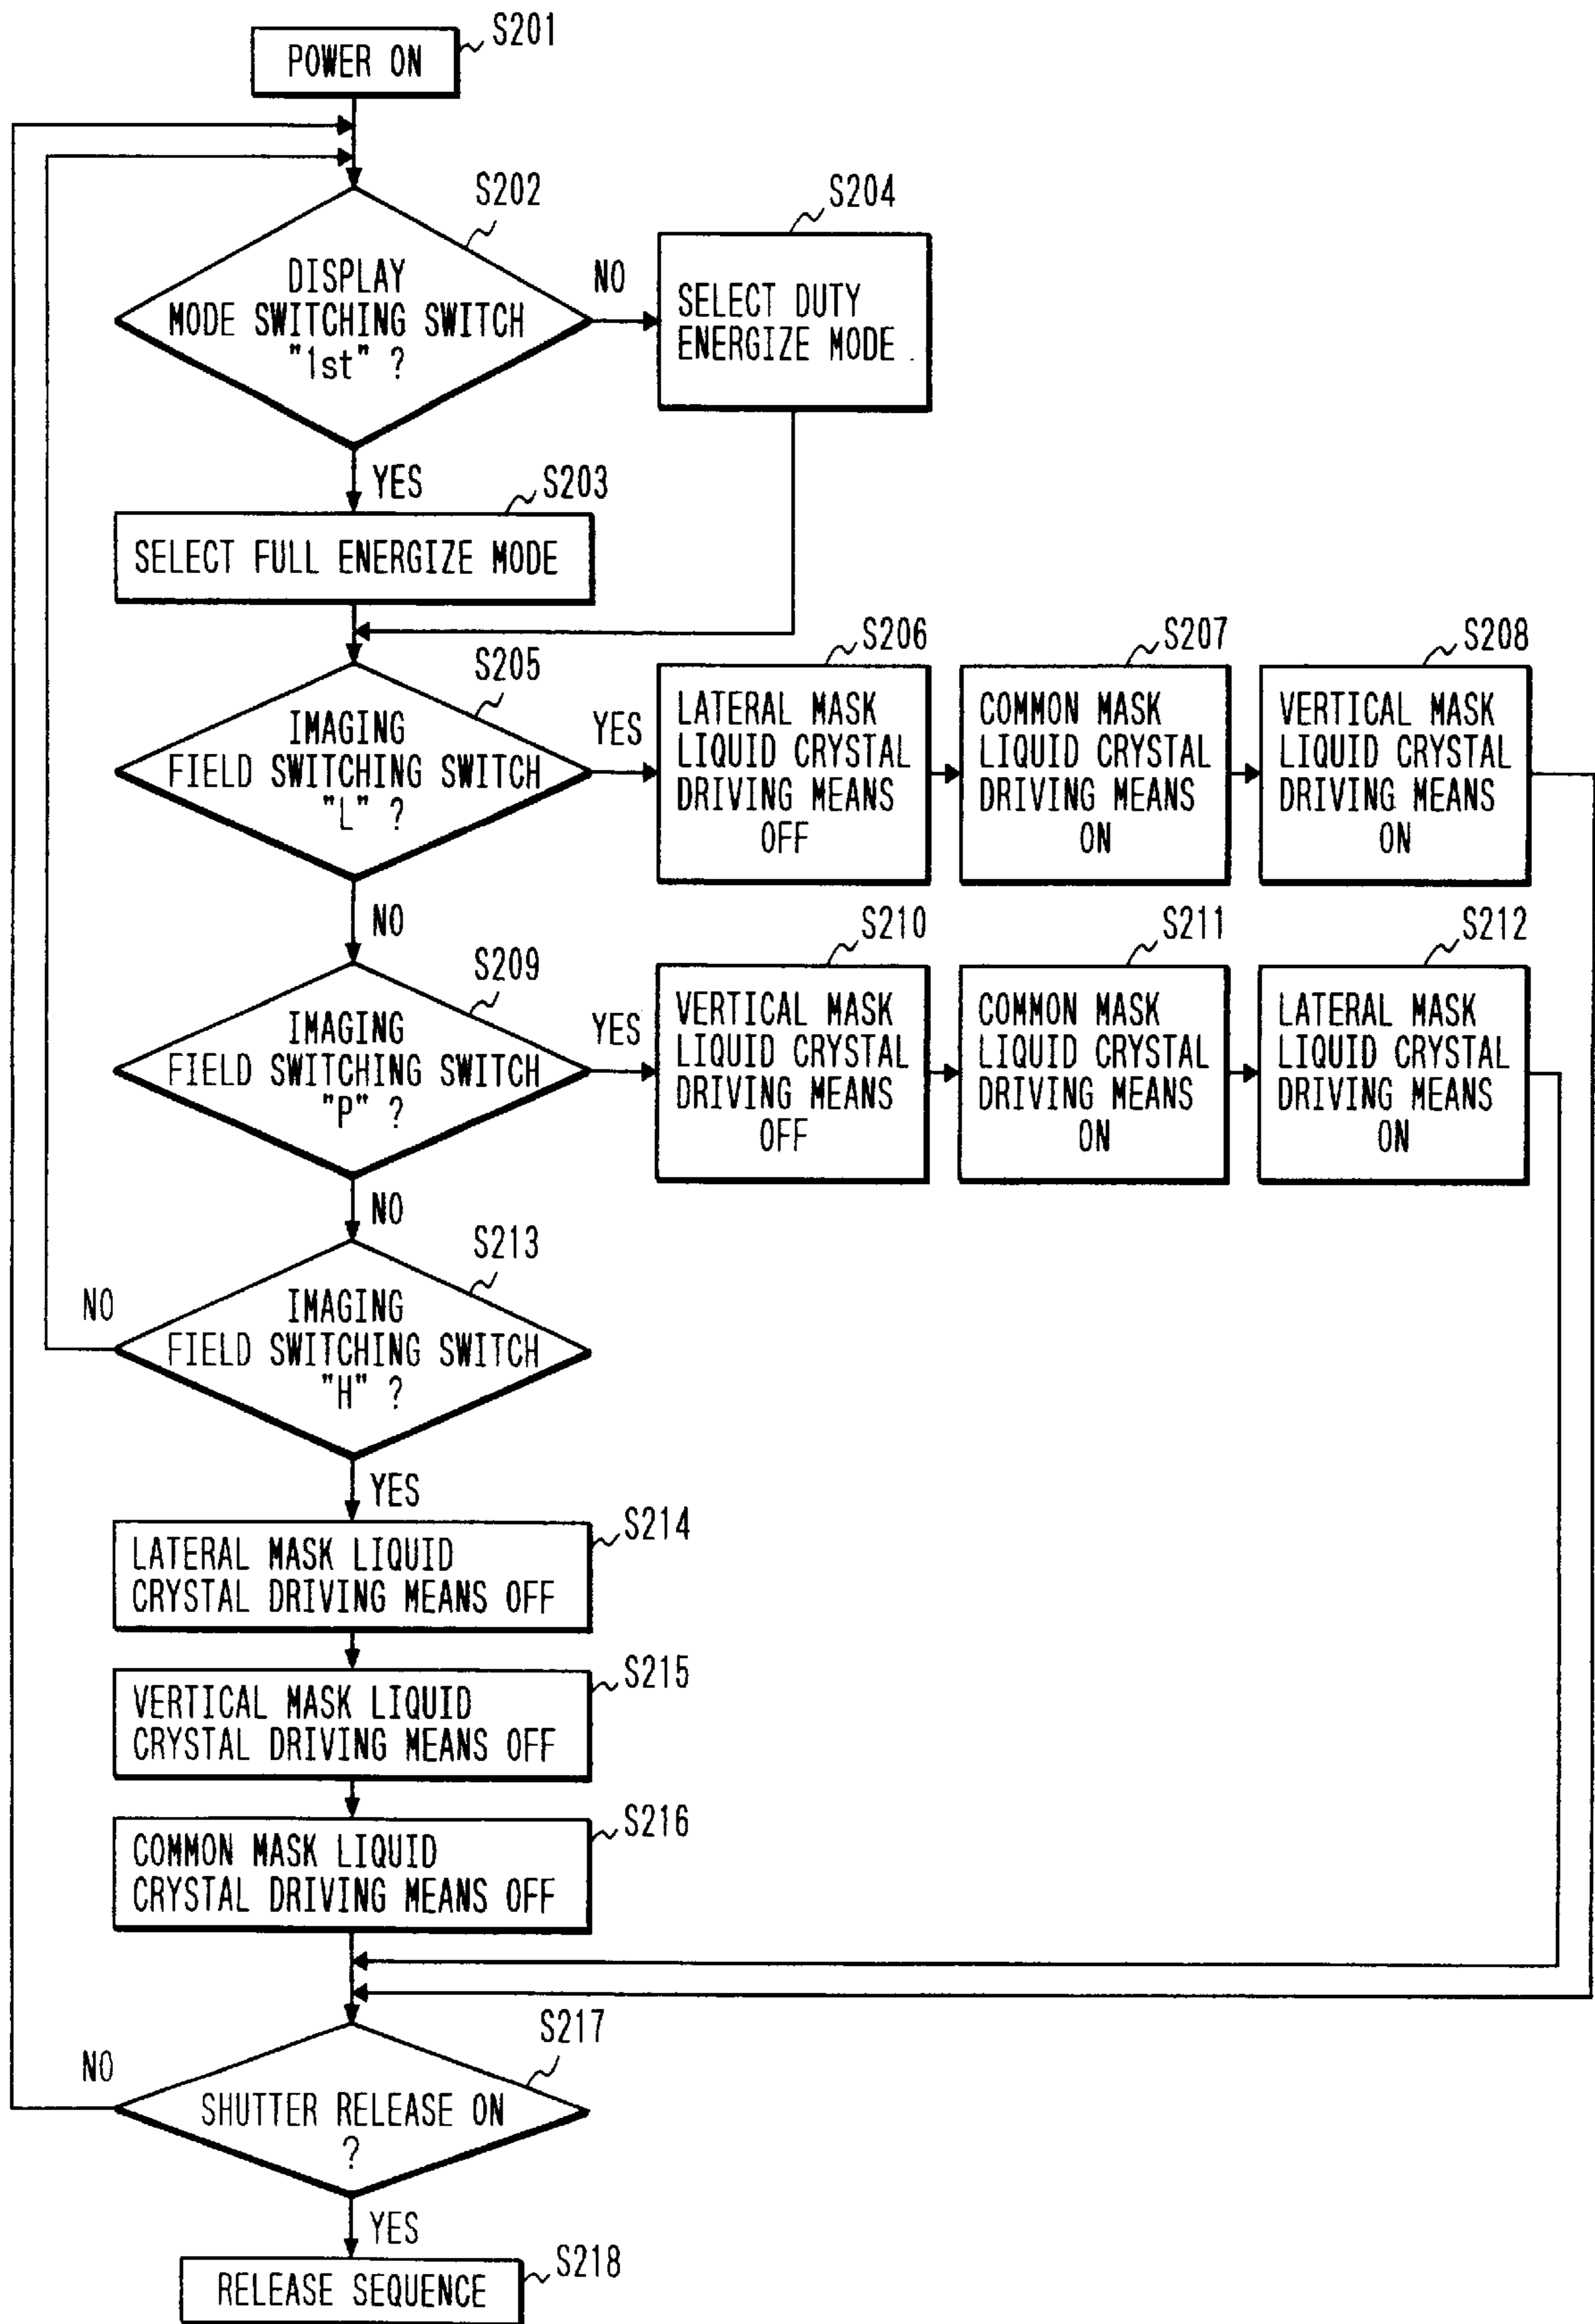 S201
POWER ON
S202
DISPLAY
MODE SWITCHING SWITCH
"1st" ?
NO
S204
SELECT DUTY
ENERGIZE MODE
YES
S203
SELECT FULL ENERGIZE MODE
S205
IMAGING
FIELD SWITCHING SWITCH
"L" ?
YES
S206
LATERAL MASK
LIQUID CRYSTAL
DRIVING MEANS
OFF
S207
COMMON MASK
LIQUID CRYSTAL
DRIVING MEANS
ON
S208
VERTICAL MASK
LIQUID CRYSTAL
DRIVING MEANS
ON
NO
S209
IMAGING
FIELD SWITCHING SWITCH
"P" ?
YES
S210
VERTICAL MASK
LIQUID CRYSTAL
DRIVING MEANS
OFF
S211
COMMON MASK
LIQUID CRYSTAL
DRIVING MEANS
ON
S212
LATERAL MASK
LIQUID CRYSTAL
DRIVING MEANS
ON
NO
S213
IMAGING
FIELD SWITCHING SWITCH
"H" ?
NO
YES
S214
LATERAL MASK LIQUID
CRYSTAL DRIVING MEANS OFF
S215
VERTICAL MASK LIQUID
CRYSTAL DRIVING MEANS OFF
S216
COMMON MASK LIQUID
CRYSTAL DRIVING MEANS OFF
S217
SHUTTER RELEASE ON
?
NO
YES
S218
RELEASE SEQUENCE